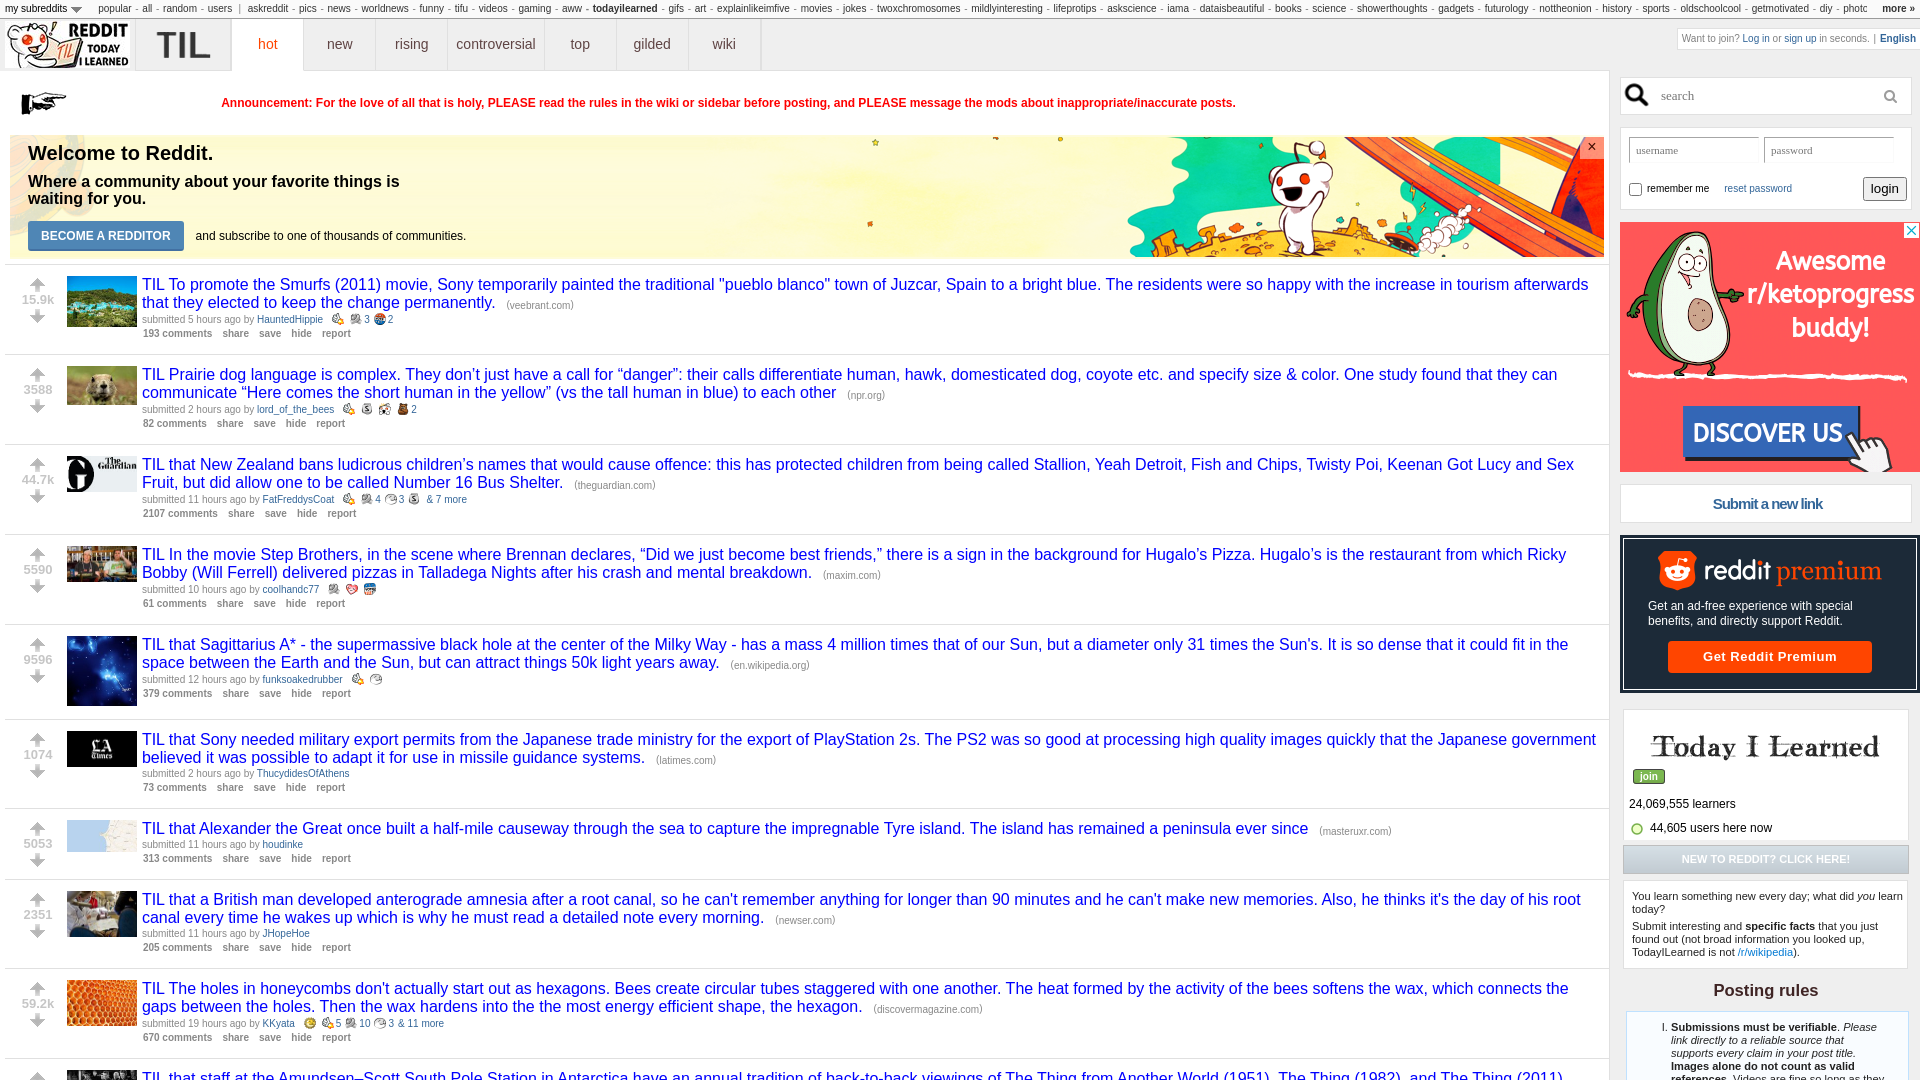 my subreddits
popular - all - random - users | askreddit - pics - news - worldnews - funny - tifu - videos - gaming - aww - todayilearned - gifs - art - explainlikeimfive - movies - jokes - twoxchromosomes - mildlyinteresting - lifeprotips - askscience - iama - dataisbeautiful - books - science - showerthoughts - gadgets - futurology - nottheonion - history - sports - oldschoolcool - getmotivated - diy - photo
more »
REDDIT
TODAY
I LEARNED
TIL
TIL
hot
new
rising
controversial
top
gilded
wiki
Want to join? Log in or sign up in seconds. | English
Announcement: For the love of all that is holy, PLEASE read the rules in the wiki or sidebar before posting, and PLEASE message the mods about inappropriate/inaccurate posts.
Welcome to Reddit.
Where a community about your favorite things is
waiting for you.
BECOME A REDDITOR
and subscribe to one of thousands of communities.
×
15.9k
TIL To promote the Smurfs (2011) movie, Sony temporarily painted the traditional "pueblo blanco" town of Juzcar, Spain to a bright blue. The residents were so happy with the increase in tourism afterwards
that they elected to keep the change permanently. (veebrant.com)
submitted 5 hours ago by HauntedHippie 3 2
193 comments share save hide report
3588
TIL Prairie dog language is complex. They don’t just have a call for “danger”: their calls differentiate human, hawk, domesticated dog, coyote etc. and specify size & color. One study found that they can
communicate “Here comes the short human in the yellow” (vs the tall human in blue) to each other (npr.org)
submitted 2 hours ago by lord_of_the_bees 2
82 comments share save hide report
44.7k
The
Guardian
TIL that New Zealand bans ludicrous children’s names that would cause offence: this has protected children from being called Stallion, Yeah Detroit, Fish and Chips, Twisty Poi, Keenan Got Lucy and Sex
Fruit, but did allow one to be called Number 16 Bus Shelter. (theguardian.com)
submitted 11 hours ago by FatFreddysCoat 4 3 & 7 more
2107 comments share save hide report
5590
TIL In the movie Step Brothers, in the scene where Brennan declares, “Did we just become best friends,” there is a sign in the background for Hugalo’s Pizza. Hugalo’s is the restaurant from which Ricky
Bobby (Will Ferrell) delivered pizzas in Talladega Nights after his crash and mental breakdown. (maxim.com)
submitted 10 hours ago by coolhandc77
61 comments share save hide report
9596
TIL that Sagittarius A* - the supermassive black hole at the center of the Milky Way - has a mass 4 million times that of our Sun, but a diameter only 31 times the Sun's. It is so dense that it could fit in the
space between the Earth and the Sun, but can attract things 50k light years away. (en.wikipedia.org)
submitted 12 hours ago by funksoakedrubber
379 comments share save hide report
1074
LA
Times
TIL that Sony needed military export permits from the Japanese trade ministry for the export of PlayStation 2s. The PS2 was so good at processing high quality images quickly that the Japanese government
believed it was possible to adapt it for use in missile guidance systems. (latimes.com)
submitted 2 hours ago by ThucydidesOfAthens
73 comments share save hide report
5053
TIL that Alexander the Great once built a half-mile causeway through the sea to capture the impregnable Tyre island. The island has remained a peninsula ever since (masteruxr.com)
submitted 11 hours ago by houdinke
313 comments share save hide report
2351
TIL that a British man developed anterograde amnesia after a root canal, so he can't remember anything for longer than 90 minutes and he can't make new memories. Also, he thinks it's the day of his root
canal every time he wakes up which is why he must read a detailed note every morning. (newser.com)
submitted 11 hours ago by JHopeHoe
205 comments share save hide report
59.2k
TIL The holes in honeycombs don't actually start out as hexagons. Bees create circular tubes staggered with one another. The heat formed by the activity of the bees softens the wax, which connects the
gaps between the holes. Then the wax hardens into the the most energy efficient shape, the hexagon. (discovermagazine.com)
submitted 19 hours ago by KKyata 5 10 3 & 11 more
670 comments share save hide report
TIL that staff at the Amundsen–Scott South Pole Station in Antarctica have an annual tradition of back-to-back viewings of The Thing from Another World (1951), The Thing (1982), and The Thing (2011)
search
username
password
remember me
reset password
login
Awesome
r/ketoprogress
buddy!
DISCOVER US
Submit a new link
reddit premium
Get an ad-free experience with special
benefits, and directly support Reddit.
Get Reddit Premium
Today I Learned
join
24,069,555 learners
44,605 users here now
NEW TO REDDIT? CLICK HERE!
You learn something new every day; what did you learn
today?
Submit interesting and specific facts that you just
found out (not broad information you looked up,
TodayILearned is not /r/wikipedia).
Posting rules
I. Submissions must be verifiable. Please
link directly to a reliable source that
supports every claim in your post title.
Images alone do not count as valid
references. Videos are fine so long as they